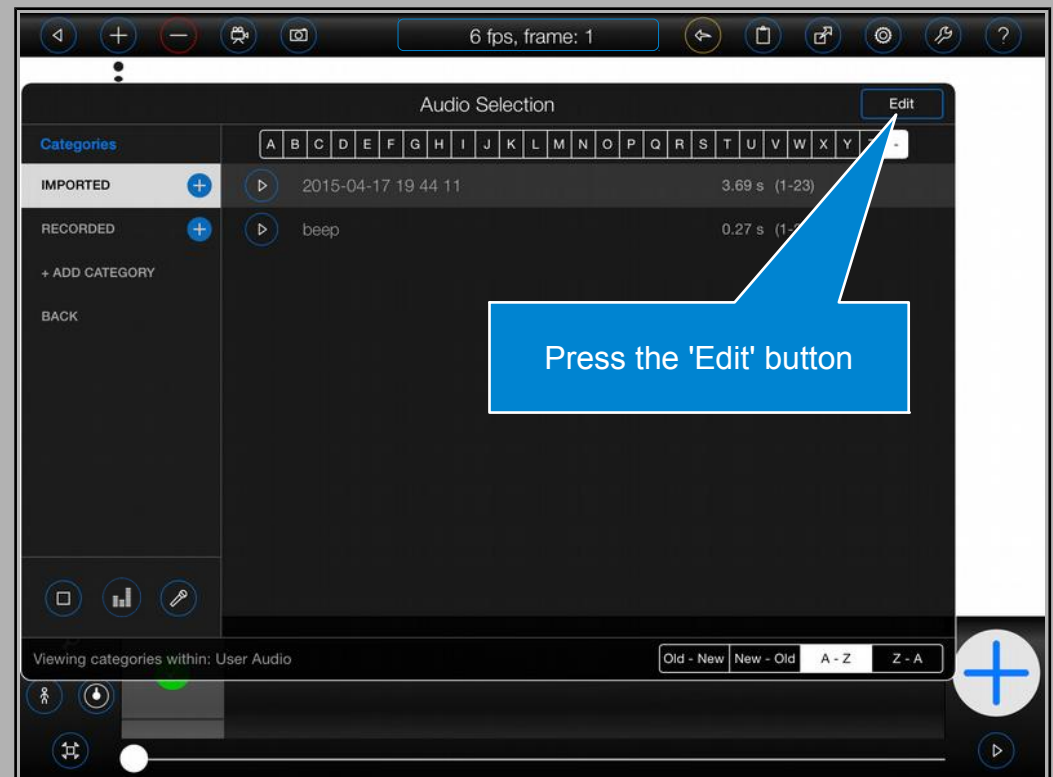 6 fps, frame: 1
?
Audio Selection
Edit
Categories
A B C D E F G H I J K L M N O P Q R S T U V W X Y -
IMPORTED
2015-04-17 19 44 11
3.69 s (1-23)
RECORDED
beep
0.27 s
+ ADD CATEGORY
BACK
Press the 'Edit' button
Viewing categories within: User Audio
Old - New New - Old A - Z Z - A